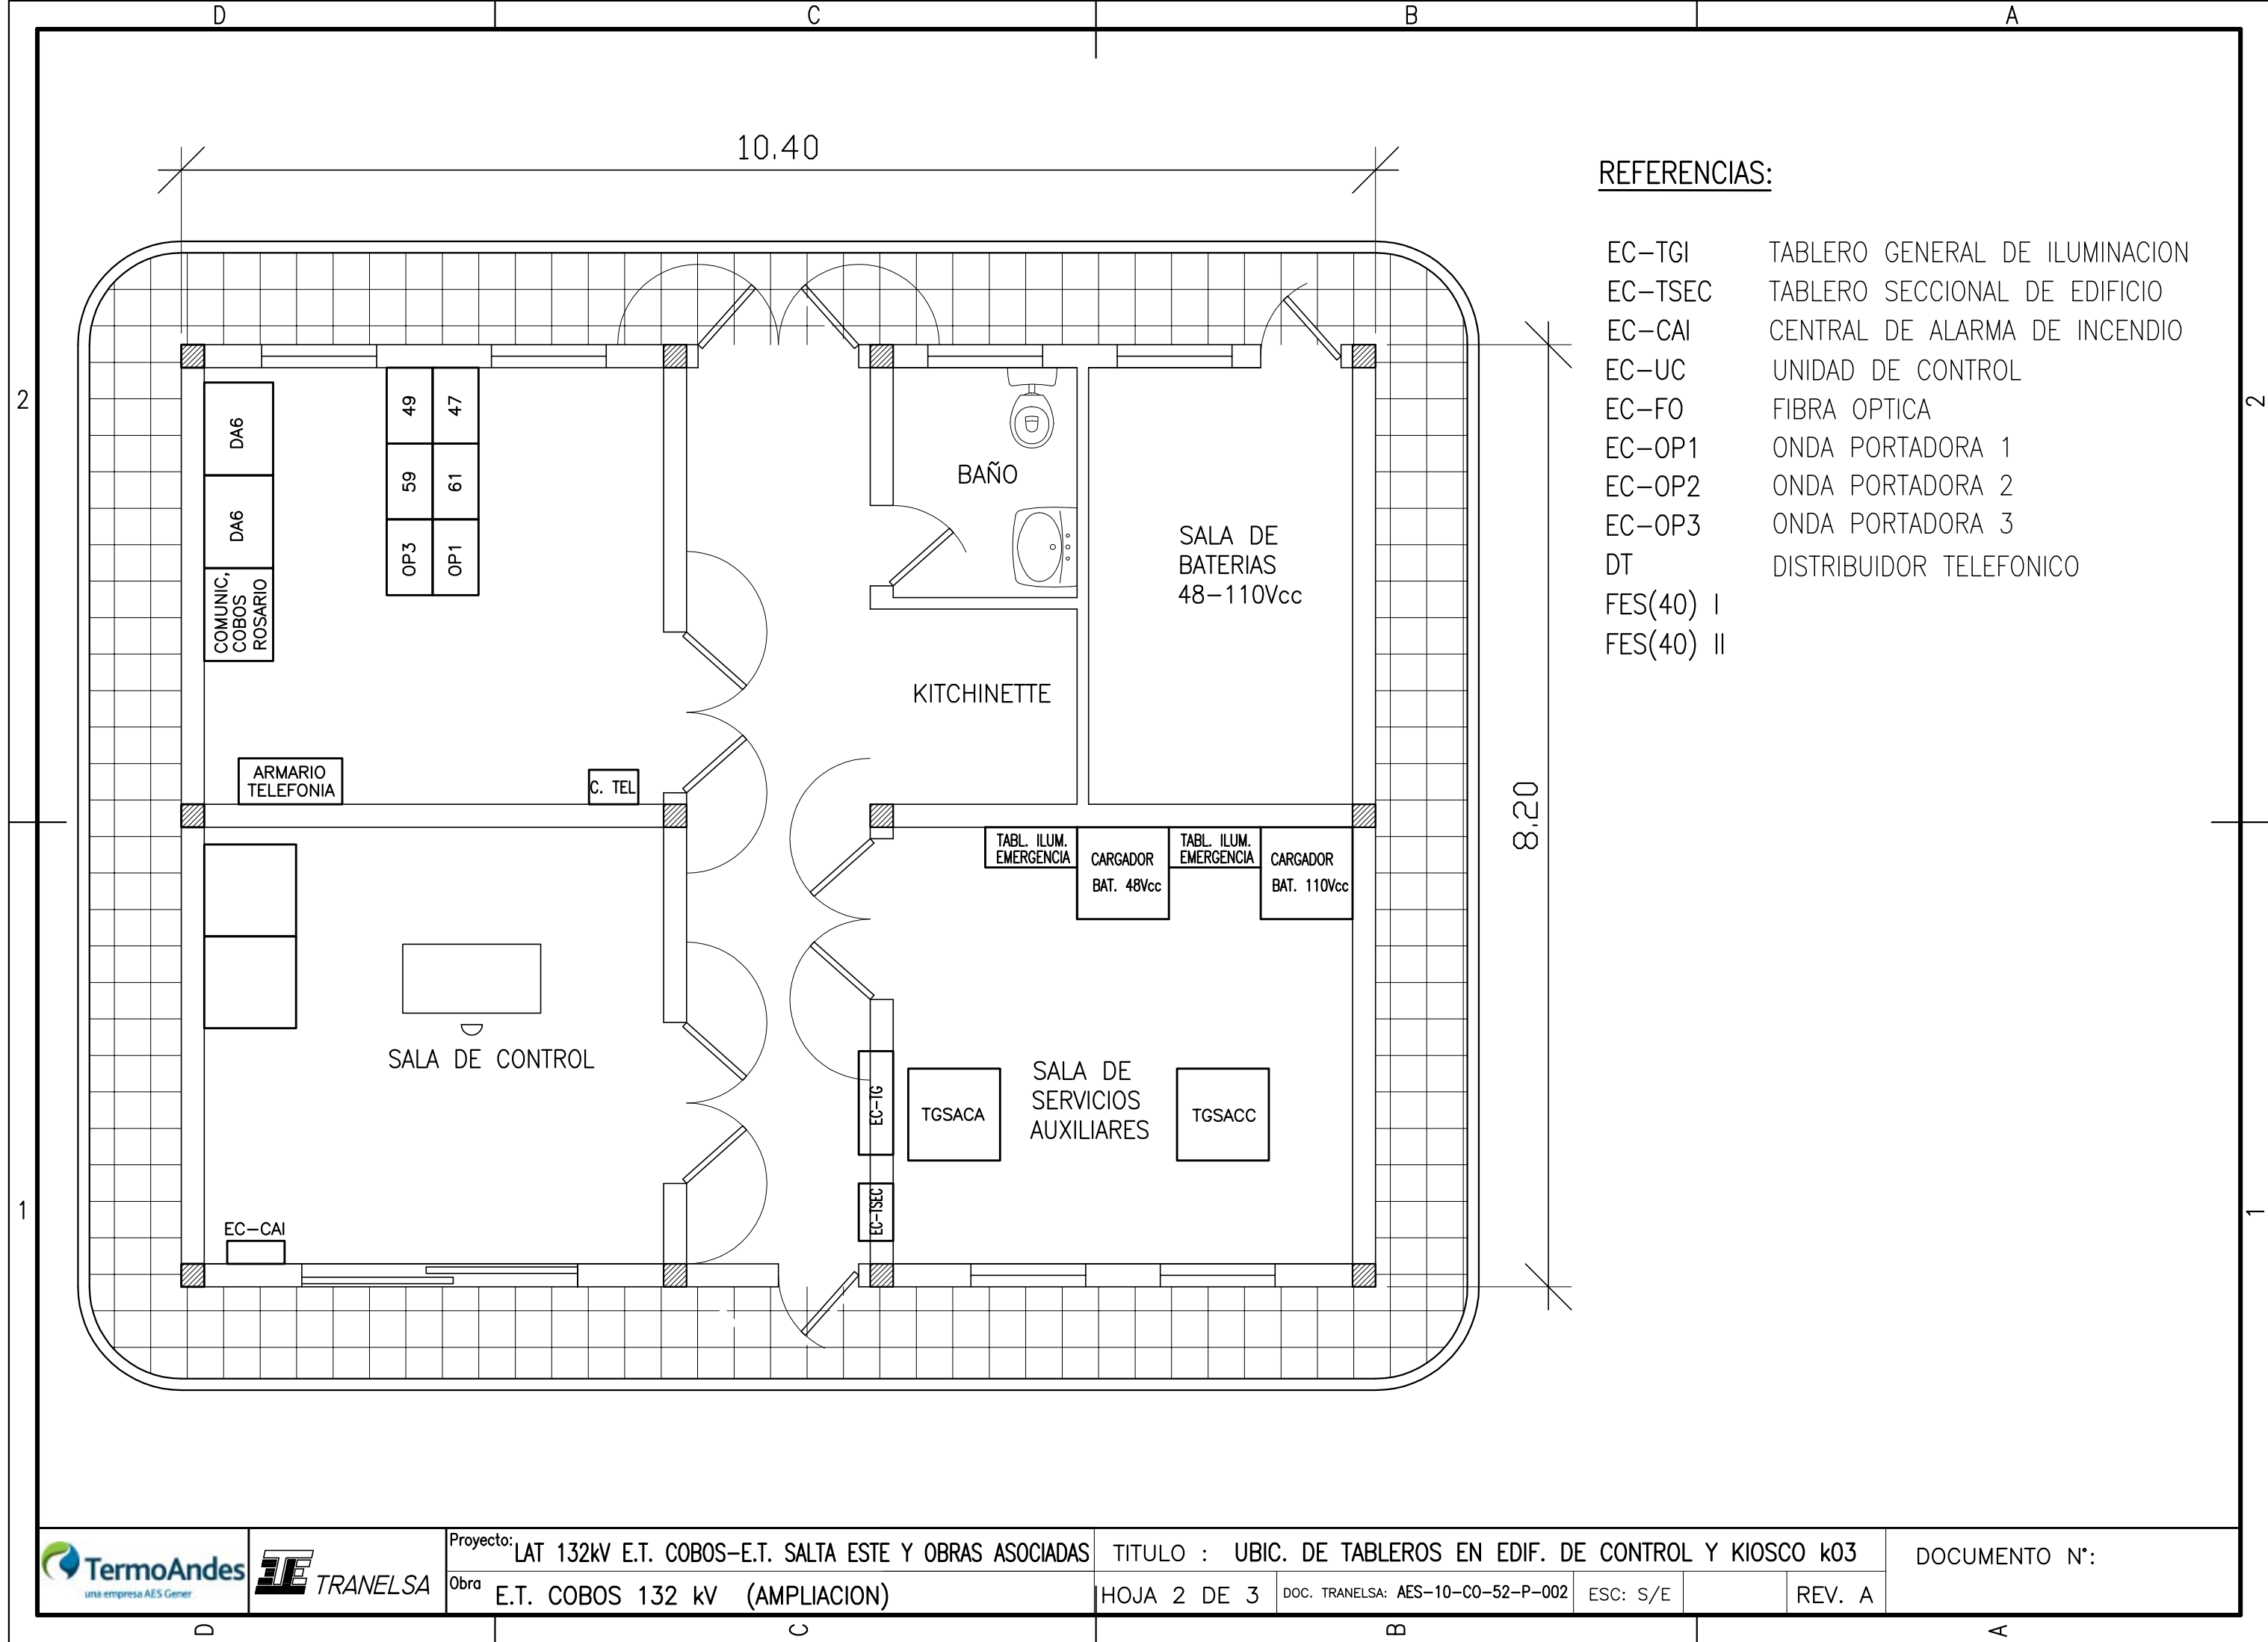 D C B A
10.40
REFERENCIAS:
EC-TGI TABLERO GENERAL DE ILUMINACION
EC-TSEC TABLERO SECCIONAL DE EDIFICIO
EC-CAI CENTRAL DE ALARMA DE INCENDIO
EC-UC UNIDAD DE CONTROL
EC-FO FIBRA OPTICA
EC-OP1 ONDA PORTADORA 1
EC-OP2 ONDA PORTADORA 2
EC-OP3 ONDA PORTADORA 3
DT DISTRIBUIDOR TELEFONICO
FES(40) I
FES(40) II
2
2
DA6
DA6
COMUNIC,
COBOS
ROSARIO
49
47
59
61
OP3
OP1
BAÑO
SALA DE
BATERIAS
48-110Vcc
KITCHINETTE
ARMARIO
TELEFONIA
C. TEL
8.20
TABL. ILUM.
EMERGENCIA
CARGADOR
BAT. 48Vcc
TABL. ILUM.
EMERGENCIA
CARGADOR
BAT. 110Vcc
SALA DE CONTROL
EC-TG
TGSACA
SALA DE
SERVICIOS
AUXILIARES
TGSACC
EC-TSEC
EC-CAI
1
1
TermoAndes
una empresa AES Gener
TRANELSA
Proyecto: LAT 132kV E.T. COBOS-E.T. SALTA ESTE Y OBRAS ASOCIADAS
Obra E.T. COBOS 132 kV (AMPLIACION)
TITULO : UBIC. DE TABLEROS EN EDIF. DE CONTROL Y KIOSCO k03
HOJA 2 DE 3
DOC. TRANELSA: AES-10-CO-52-P-002
ESC: S/E
REV. A
DOCUMENTO N°:
D C B A